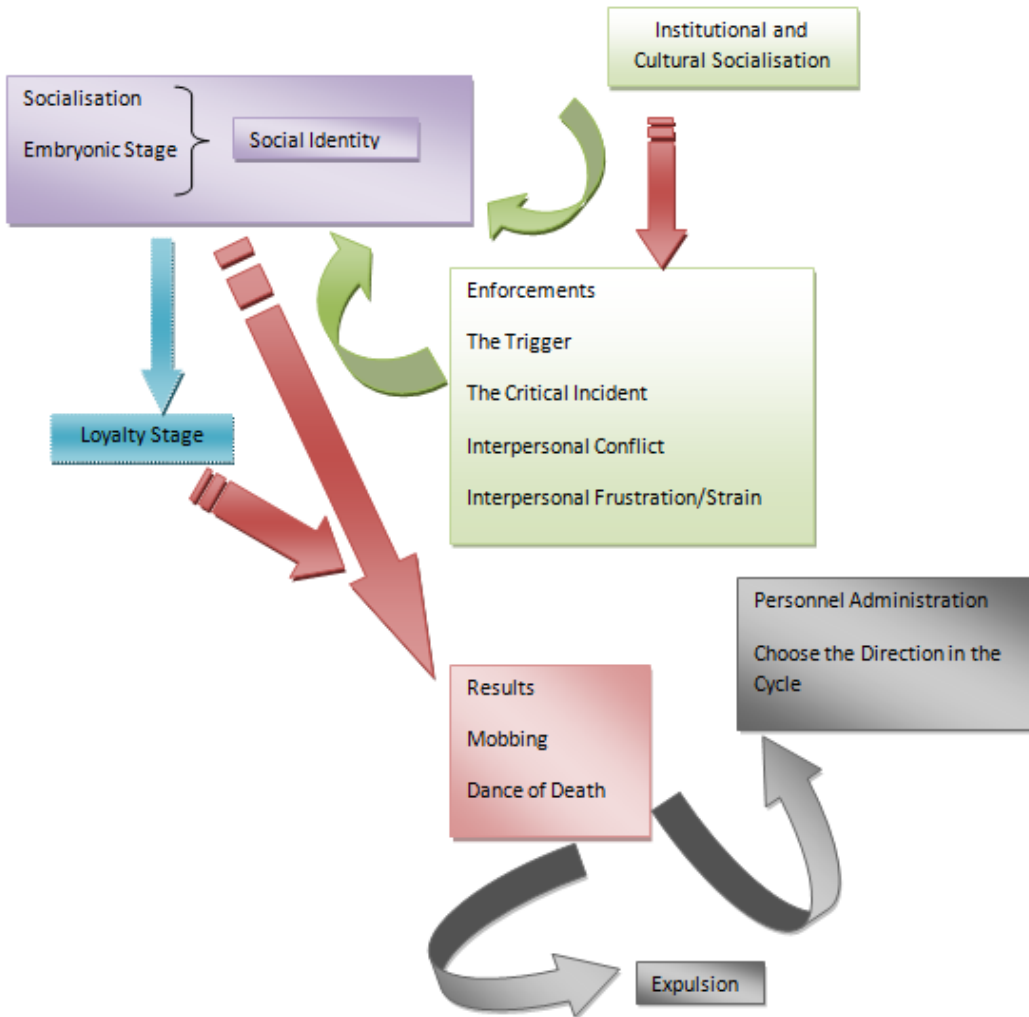 Institutional and
Cultural Socialisation
Socialisation
Embryonic Stage
Social Identity
Enforcements
The Trigger
The Critical Incident
Interpersonal Conflict
Interpersonal Frustration/Strain
Loyalty Stage
Personnel Administration
Choose the Direction in the
Cycle
Results
Mobbing
Dance of Death
Expulsion